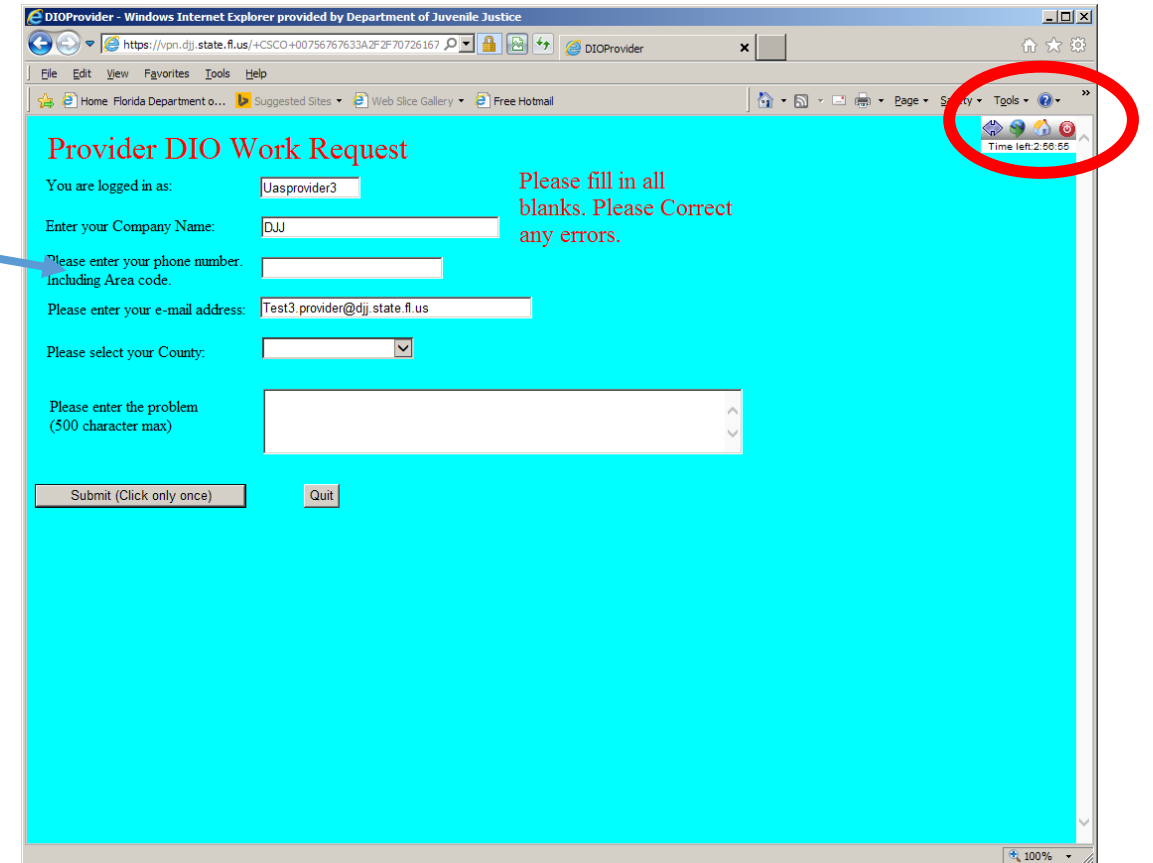 DIOProvider - Windows Internet Explorer provided by Department of Juvenile Justice
https://vpn.djj.state.fl.us/+CSCO+00756767633A2F2F70726167
DIOProvider
File Edit View Favorites Tools Help
Home Florida Department o... Suggested Sites Web Slice Gallery Free Hotmail Page Safety Tools »
Time left:2:56:55
Provider DIO Work Request
You are logged in as: Uasprovider3
Please fill in all
blanks. Please Correct
any errors.
Enter your Company Name: DJJ
Please enter your phone number.
Including Area code.
Please enter your e-mail address: Test3.provider@djj.state.fl.us
Please select your County:
Please enter the problem
(500 character max)
Submit (Click only once) Quit
100%